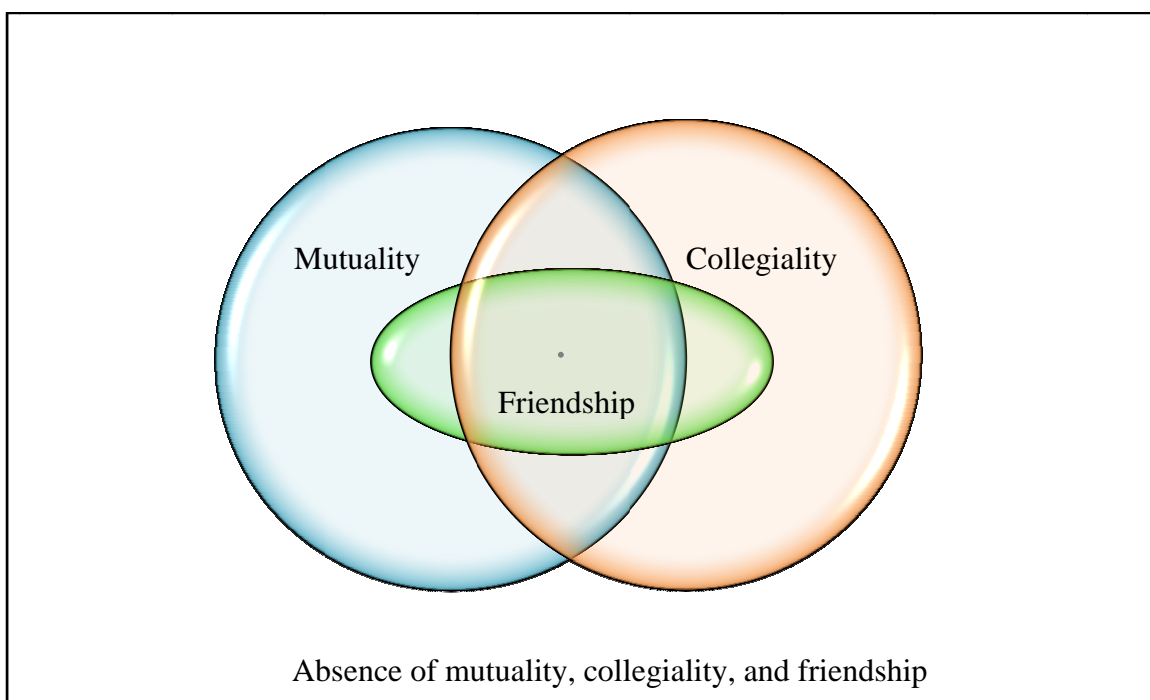 Mutuality
Collegiality
Friendship
Absence of mutuality, collegiality, and friendship